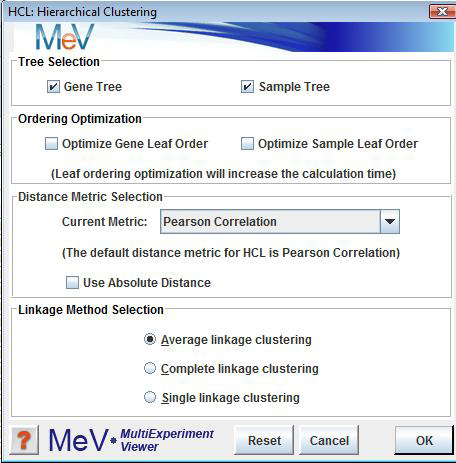 HCL: Hierarchical Clustering
MeV
Tree Selection
Gene Tree Sample Tree
Ordering Optimization
Optimize Gene Leaf Order Optimize Sample Leaf Order
(Leaf ordering optimization will increase the calculation time)
Distance Metric Selection
Current Metric: Pearson Correlation
(The default distance metric for HCL is Pearson Correlation)
Use Absolute Distance
Linkage Method Selection
Average linkage clustering
Complete linkage clustering
Single linkage clustering
? MeV MultiExperiment Viewer Reset Cancel OK